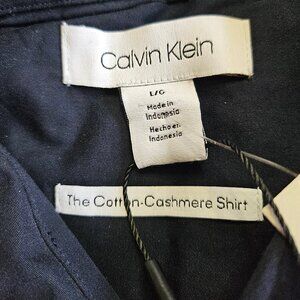 Calvin Klein
L/G
Made in
Indonesia
Hecho en
Indonesia
The Cotton-Cashmere Shirt